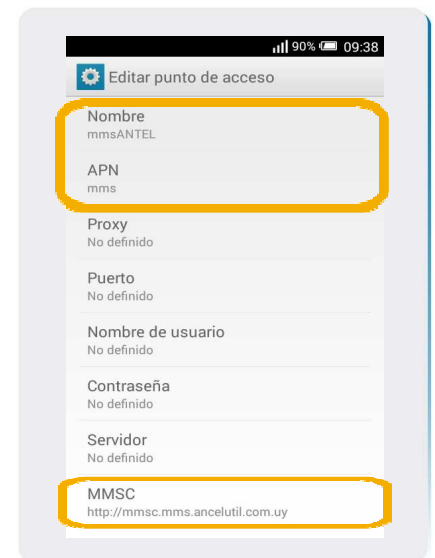 90% 09:38
Editar punto de acceso
Nombre
mmsANTEL
APN
mms
Proxy
No definido
Puerto
No definido
Nombre de usuario
No definido
Contraseña
No definido
Servidor
No definido
MMSC
http://mmsc.mms.ancelutil.com.uy